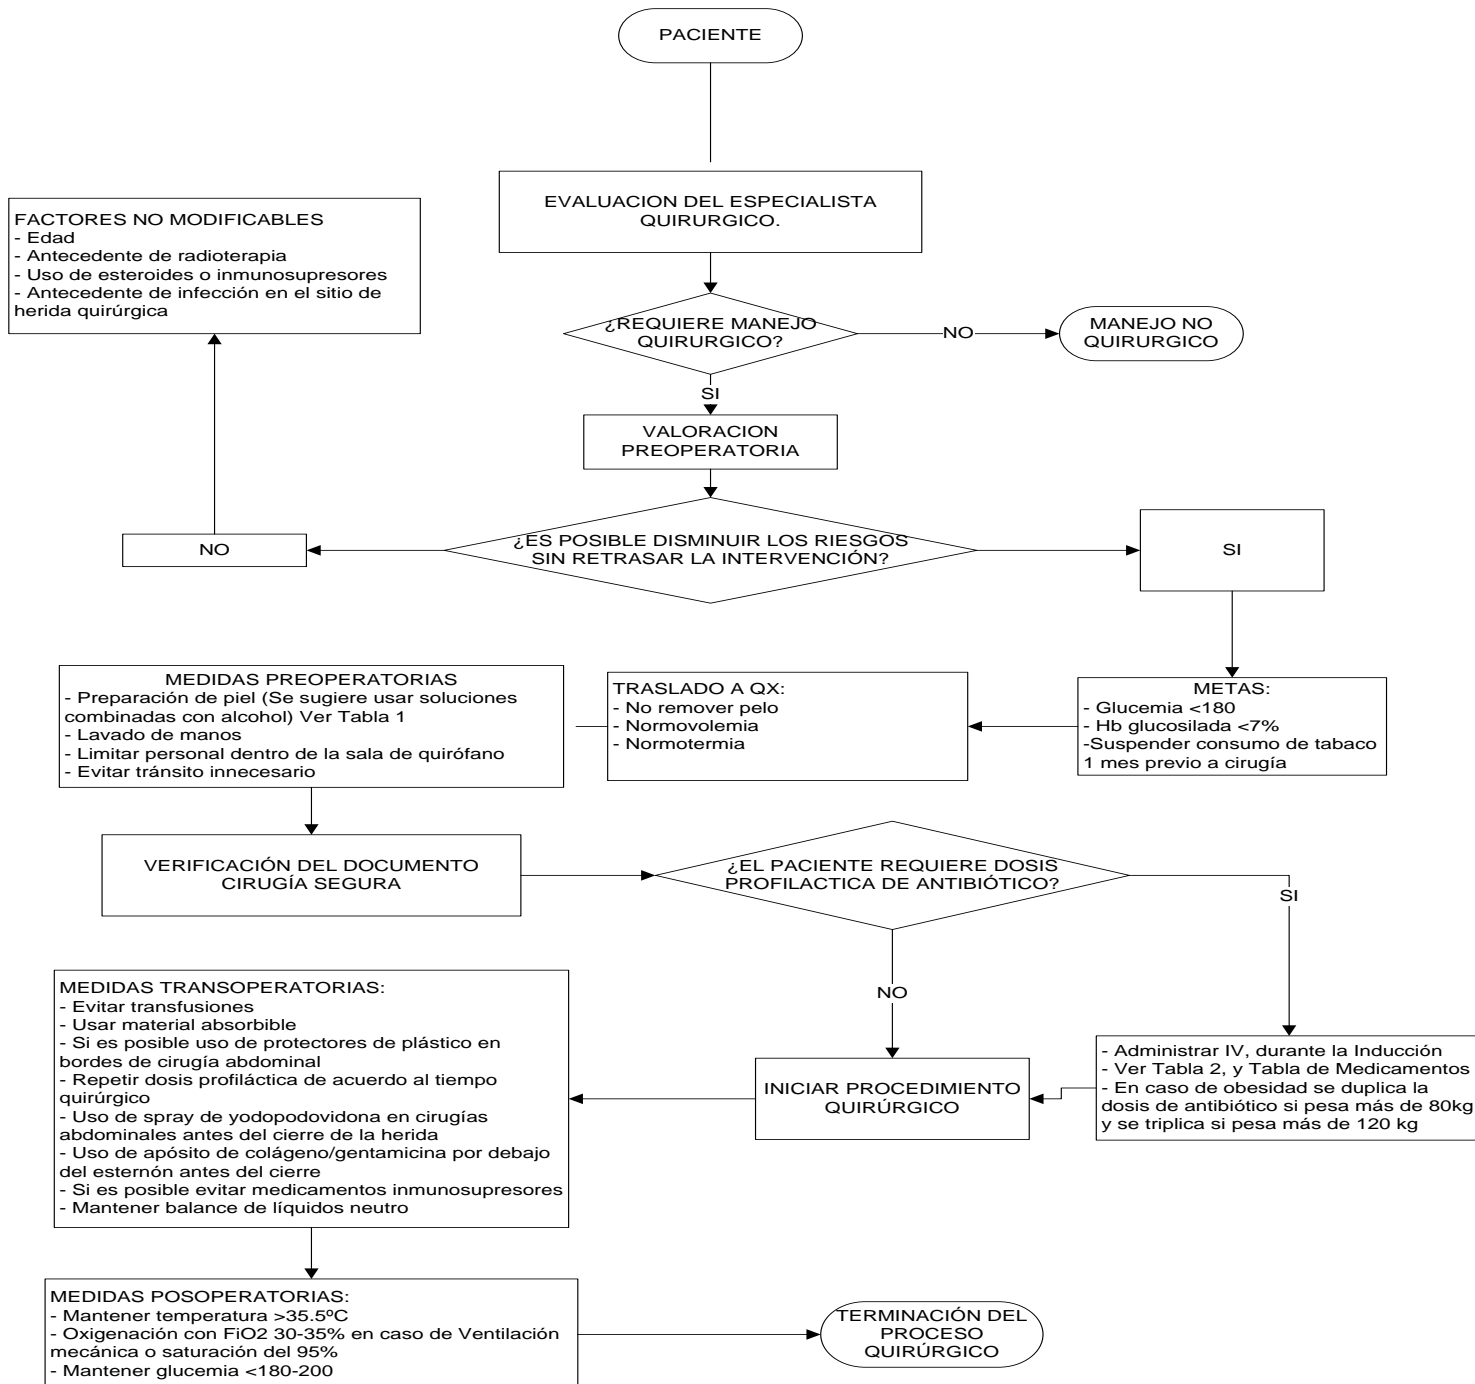 PACIENTE
EVALUACION DEL ESPECIALISTA
QUIRURGICO.
FACTORES NO MODIFICABLES
- Edad
- Antecedente de radioterapia
- Uso de esteroides o inmunosupresores
- Antecedente de infección en el sitio de
herida quirúrgica
¿REQUIERE MANEJO
QUIRURGICO?
NO
MANEJO NO
QUIRURGICO
SI
VALORACION
PREOPERATORIA
¿ES POSIBLE DISMINUIR LOS RIESGOS
SIN RETRASAR LA INTERVENCIÓN?
NO
SI
MEDIDAS PREOPERATORIAS
- Preparación de piel (Se sugiere usar soluciones
combinadas con alcohol) Ver Tabla 1
- Lavado de manos
- Limitar personal dentro de la sala de quirófano
- Evitar tránsito innecesario
TRASLADO A QX:
- No remover pelo
- Normovolemia
- Normotermia
METAS:
- Glucemia <180
- Hb glucosilada <7%
-Suspender consumo de tabaco
1 mes previo a cirugía
VERIFICACIÓN DEL DOCUMENTO
CIRUGÍA SEGURA
¿EL PACIENTE REQUIERE DOSIS
PROFILACTICA DE ANTIBIÓTICO?
SI
NO
MEDIDAS TRANSOPERATORIAS:
- Evitar transfusiones
- Usar material absorbible
- Si es posible uso de protectores de plástico en
bordes de cirugía abdominal
- Repetir dosis profiláctica de acuerdo al tiempo
quirúrgico
- Uso de spray de yodopodovidona en cirugías
abdominales antes del cierre de la herida
- Uso de apósito de colágeno/gentamicina por debajo
del esternón antes del cierre
- Si es posible evitar medicamentos inmunosupresores
- Mantener balance de líquidos neutro
INICIAR PROCEDIMIENTO
QUIRÚRGICO
- Administrar IV, durante la Inducción
- Ver Tabla 2, y Tabla de Medicamentos
- En caso de obesidad se duplica la
dosis de antibiótico si pesa más de 80kg
y se triplica si pesa más de 120 kg
MEDIDAS POSOPERATORIAS:
- Mantener temperatura >35.5ºC
- Oxigenación con FiO2 30-35% en caso de Ventilación
mecánica o saturación del 95%
- Mantener glucemia <180-200
TERMINACIÓN DEL
PROCESO
QUIRÚRGICO